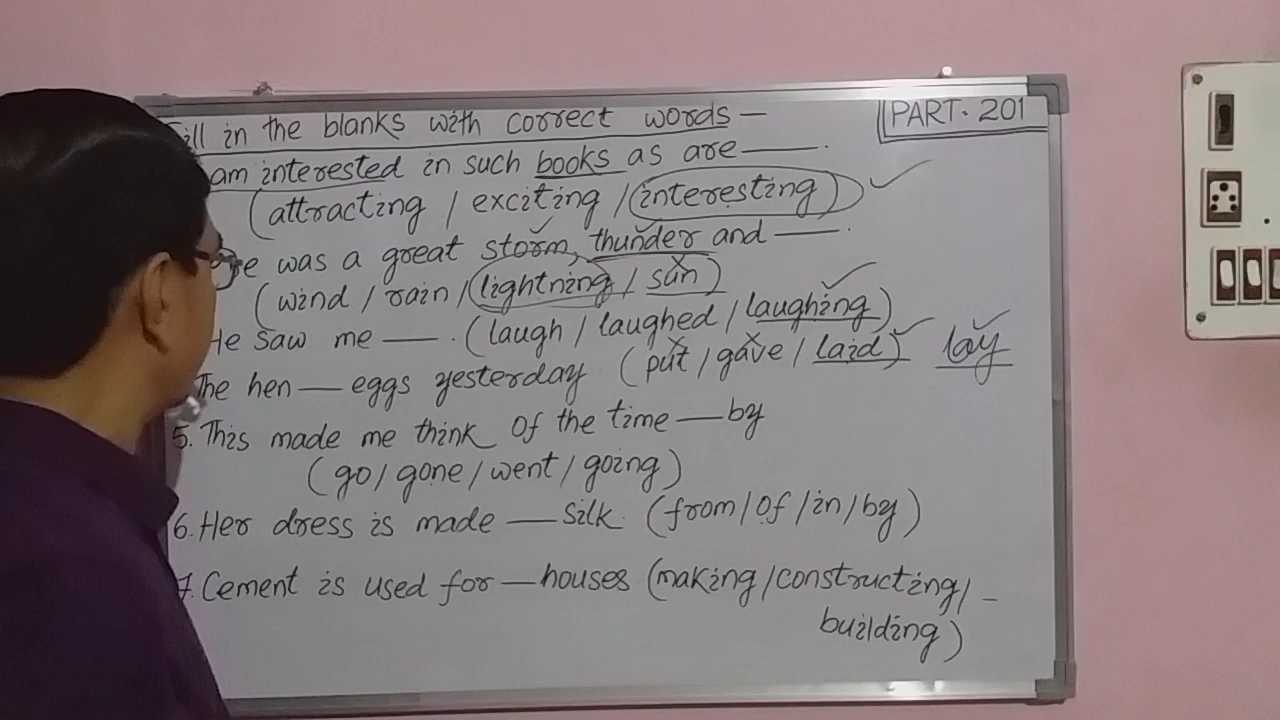 ill in the blanks with correct words —
PART. 201
am interested in such books as are ——.
(attracting / exciting / interesting)
re was a great storm, thunder and ——.
(wind / rain / lightning / sun)
He saw me ——. (laugh / laughed / laughing)
The hen — eggs yesterday. (put / gave / laid) lay
5. This made me think of the time — by
(go / gone / went / going)
6. Her dress is made — silk. (from / of / in / by)
7. Cement is used for — houses (making / constructing / –
building)